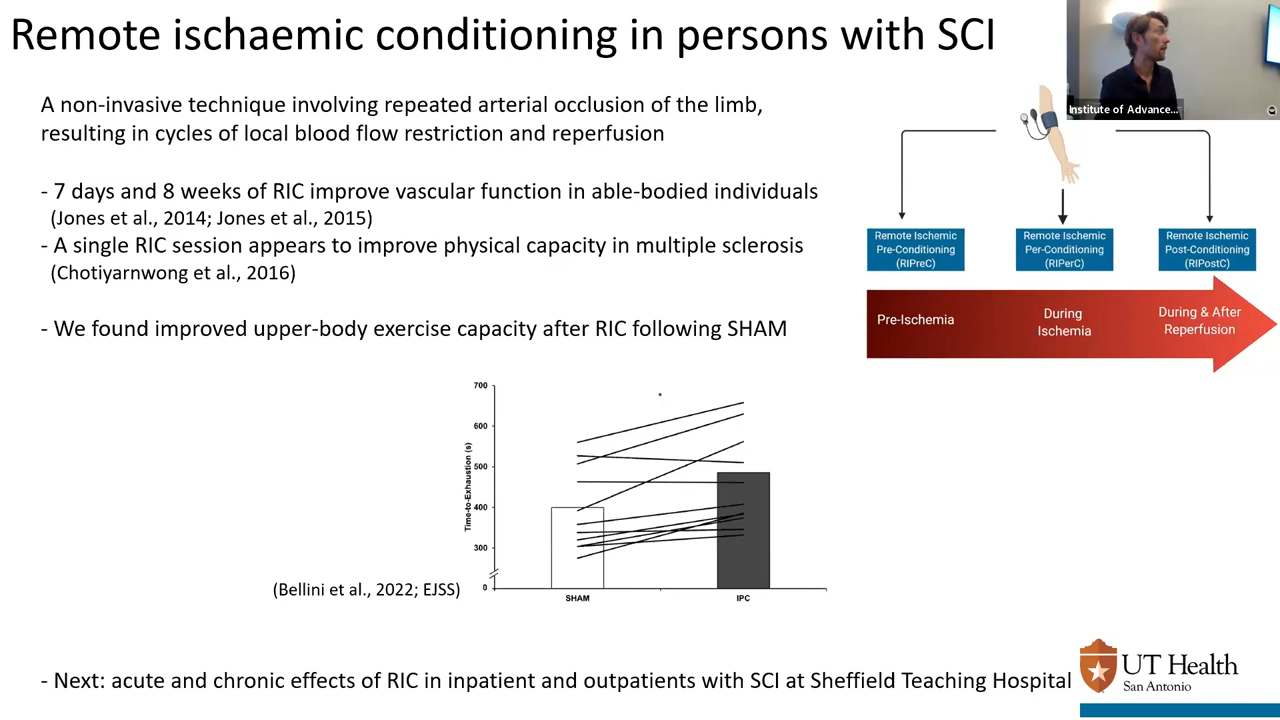 Remote ischaemic conditioning in persons with SCI
Institute of Advance...
A non-invasive technique involving repeated arterial occlusion of the limb,
resulting in cycles of local blood flow restriction and reperfusion
- 7 days and 8 weeks of RIC improve vascular function in able-bodied individuals
(Jones et al., 2014; Jones et al., 2015)
- A single RIC session appears to improve physical capacity in multiple sclerosis
(Chotiyarnwong et al., 2016)
- We found improved upper-body exercise capacity after RIC following SHAM
Remote Ischemic
Pre-Conditioning
(RIPreC)
Remote Ischemic
Per-Conditioning
(RIPerC)
Remote Ischemic
Post-Conditioning
(RIPostC)
Pre-Ischemia
During
Ischemia
During & After
Reperfusion
Time-to-Exhaustion (s)
700
600
500
400
300
0
*
SHAM
IPC
(Bellini et al., 2022; EJSS)
- Next: acute and chronic effects of RIC in inpatient and outpatients with SCI at Sheffield Teaching Hospital
UT Health
San Antonio